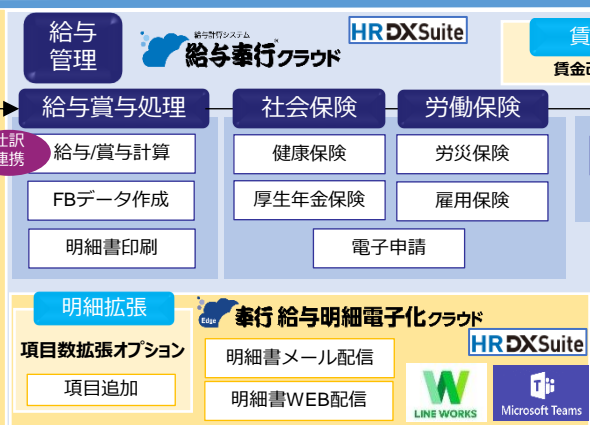 給与
管理
給与計算システム
給与奉行クラウド
HR DX Suite
賃
賃金改
給与賞与処理
社会保険
労働保険
仕訳
連携
給与/賞与計算
健康保険
労災保険
FBデータ作成
厚生年金保険
雇用保険
明細書印刷
電子申請
明細拡張
Edge
奉行 給与明細電子化クラウド
HR DX Suite
項目数拡張オプション
明細書メール配信
項目追加
明細書WEB配信
LINE WORKS
Microsoft Teams